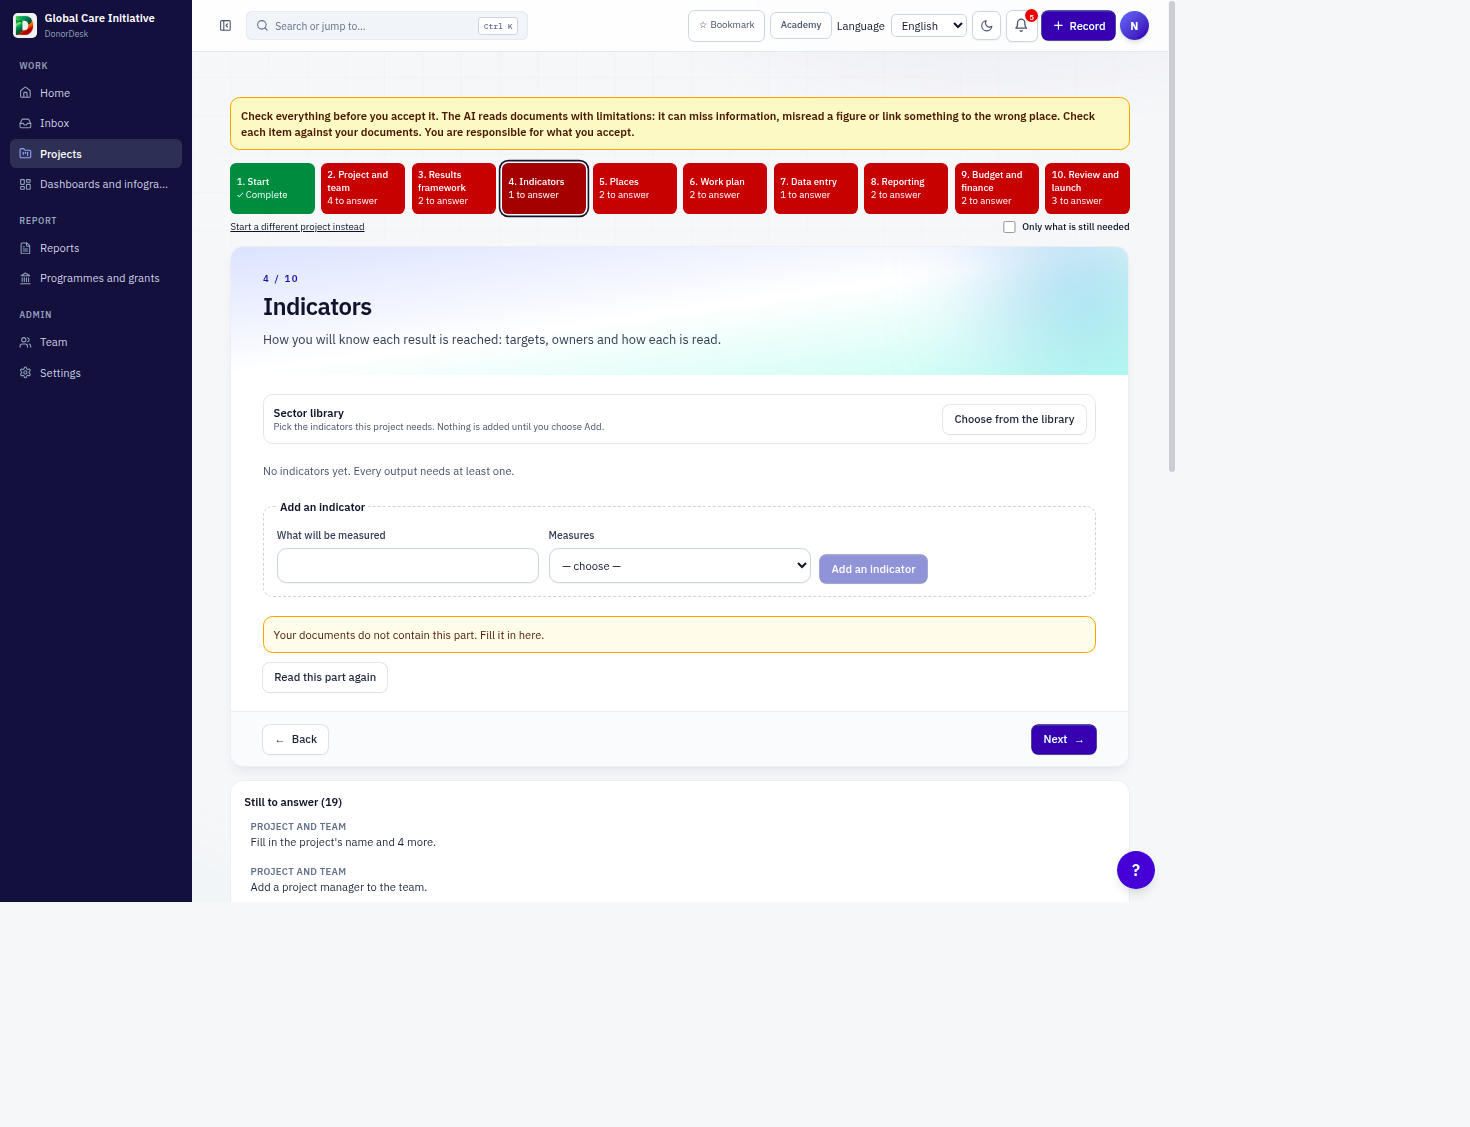 Global Care Initiative
DonorDesk
WORK
Home
Inbox
Projects
Dashboards and infogra...
REPORT
Reports
Programmes and grants
ADMIN
Team
Settings
Search or jump to...
Ctrl K
☆ Bookmark
Academy
Language
English
5
+ Record
N
Check everything before you accept it. The AI reads documents with limitations: it can miss information, misread a figure or link something to the wrong place. Check
each item against your documents. You are responsible for what you accept.
1. Start
✓ Complete
2. Project and
team
4 to answer
3. Results
framework
2 to answer
4. Indicators
1 to answer
5. Places
2 to answer
6. Work plan
2 to answer
7. Data entry
1 to answer
8. Reporting
2 to answer
9. Budget and
finance
2 to answer
10. Review and
launch
3 to answer
Start a different project instead
Only what is still needed
4 / 10
Indicators
How you will know each result is reached: targets, owners and how each is read.
Sector library
Pick the indicators this project needs. Nothing is added until you choose Add.
Choose from the library
No indicators yet. Every output needs at least one.
Add an indicator
What will be measured
Measures
— choose —
Add an indicator
Your documents do not contain this part. Fill it in here.
Read this part again
← Back
Next →
Still to answer (19)
PROJECT AND TEAM
Fill in the project's name and 4 more.
PROJECT AND TEAM
Add a project manager to the team.
?